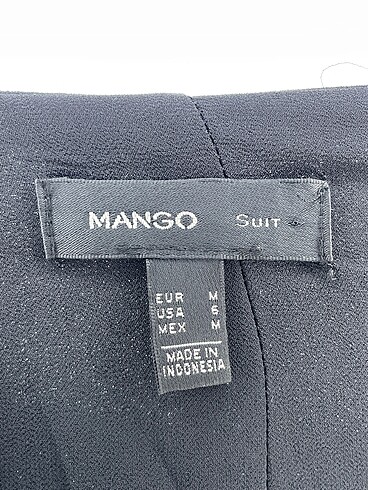 MANGO Suit
EUR M
USA 6
MEX M
MADE IN
INDONESIA